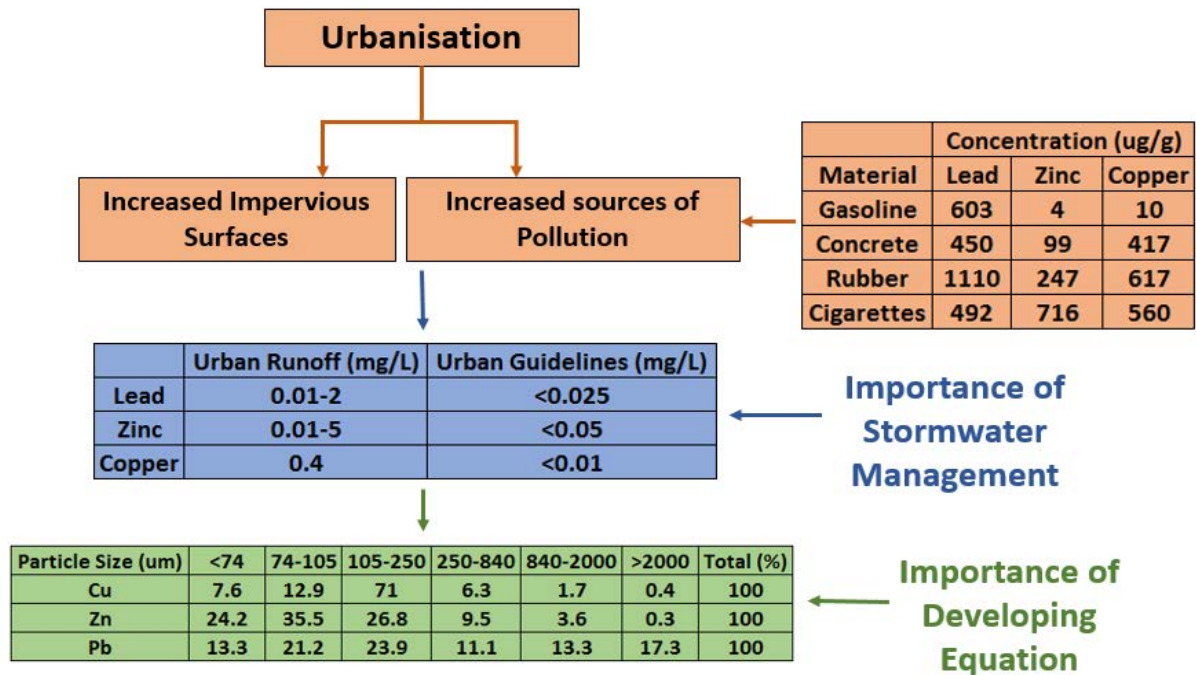 Urbanisation
Increased Impervious
Surfaces
Increased sources of
Pollution
Concentration (ug/g)
Material Lead Zinc Copper
Gasoline 603 4 10
Concrete 450 99 417
Rubber 1110 247 617
Cigarettes 492 716 560
Urban Runoff (mg/L) Urban Guidelines (mg/L)
Lead 0.01-2 <0.025
Zinc 0.01-5 <0.05
Copper 0.4 <0.01
Importance of
Stormwater
Management
Particle Size (um) <74 74-105 105-250 250-840 840-2000 >2000 Total (%)
Cu 7.6 12.9 71 6.3 1.7 0.4 100
Zn 24.2 35.5 26.8 9.5 3.6 0.3 100
Pb 13.3 21.2 23.9 11.1 13.3 17.3 100
Importance of
Developing
Equation